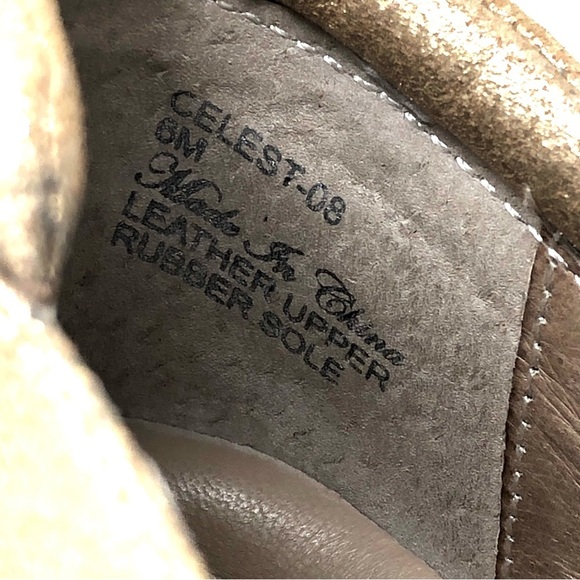 CELEST-08
6M
Made In China
LEATHER UPPER
RUBBER SOLE